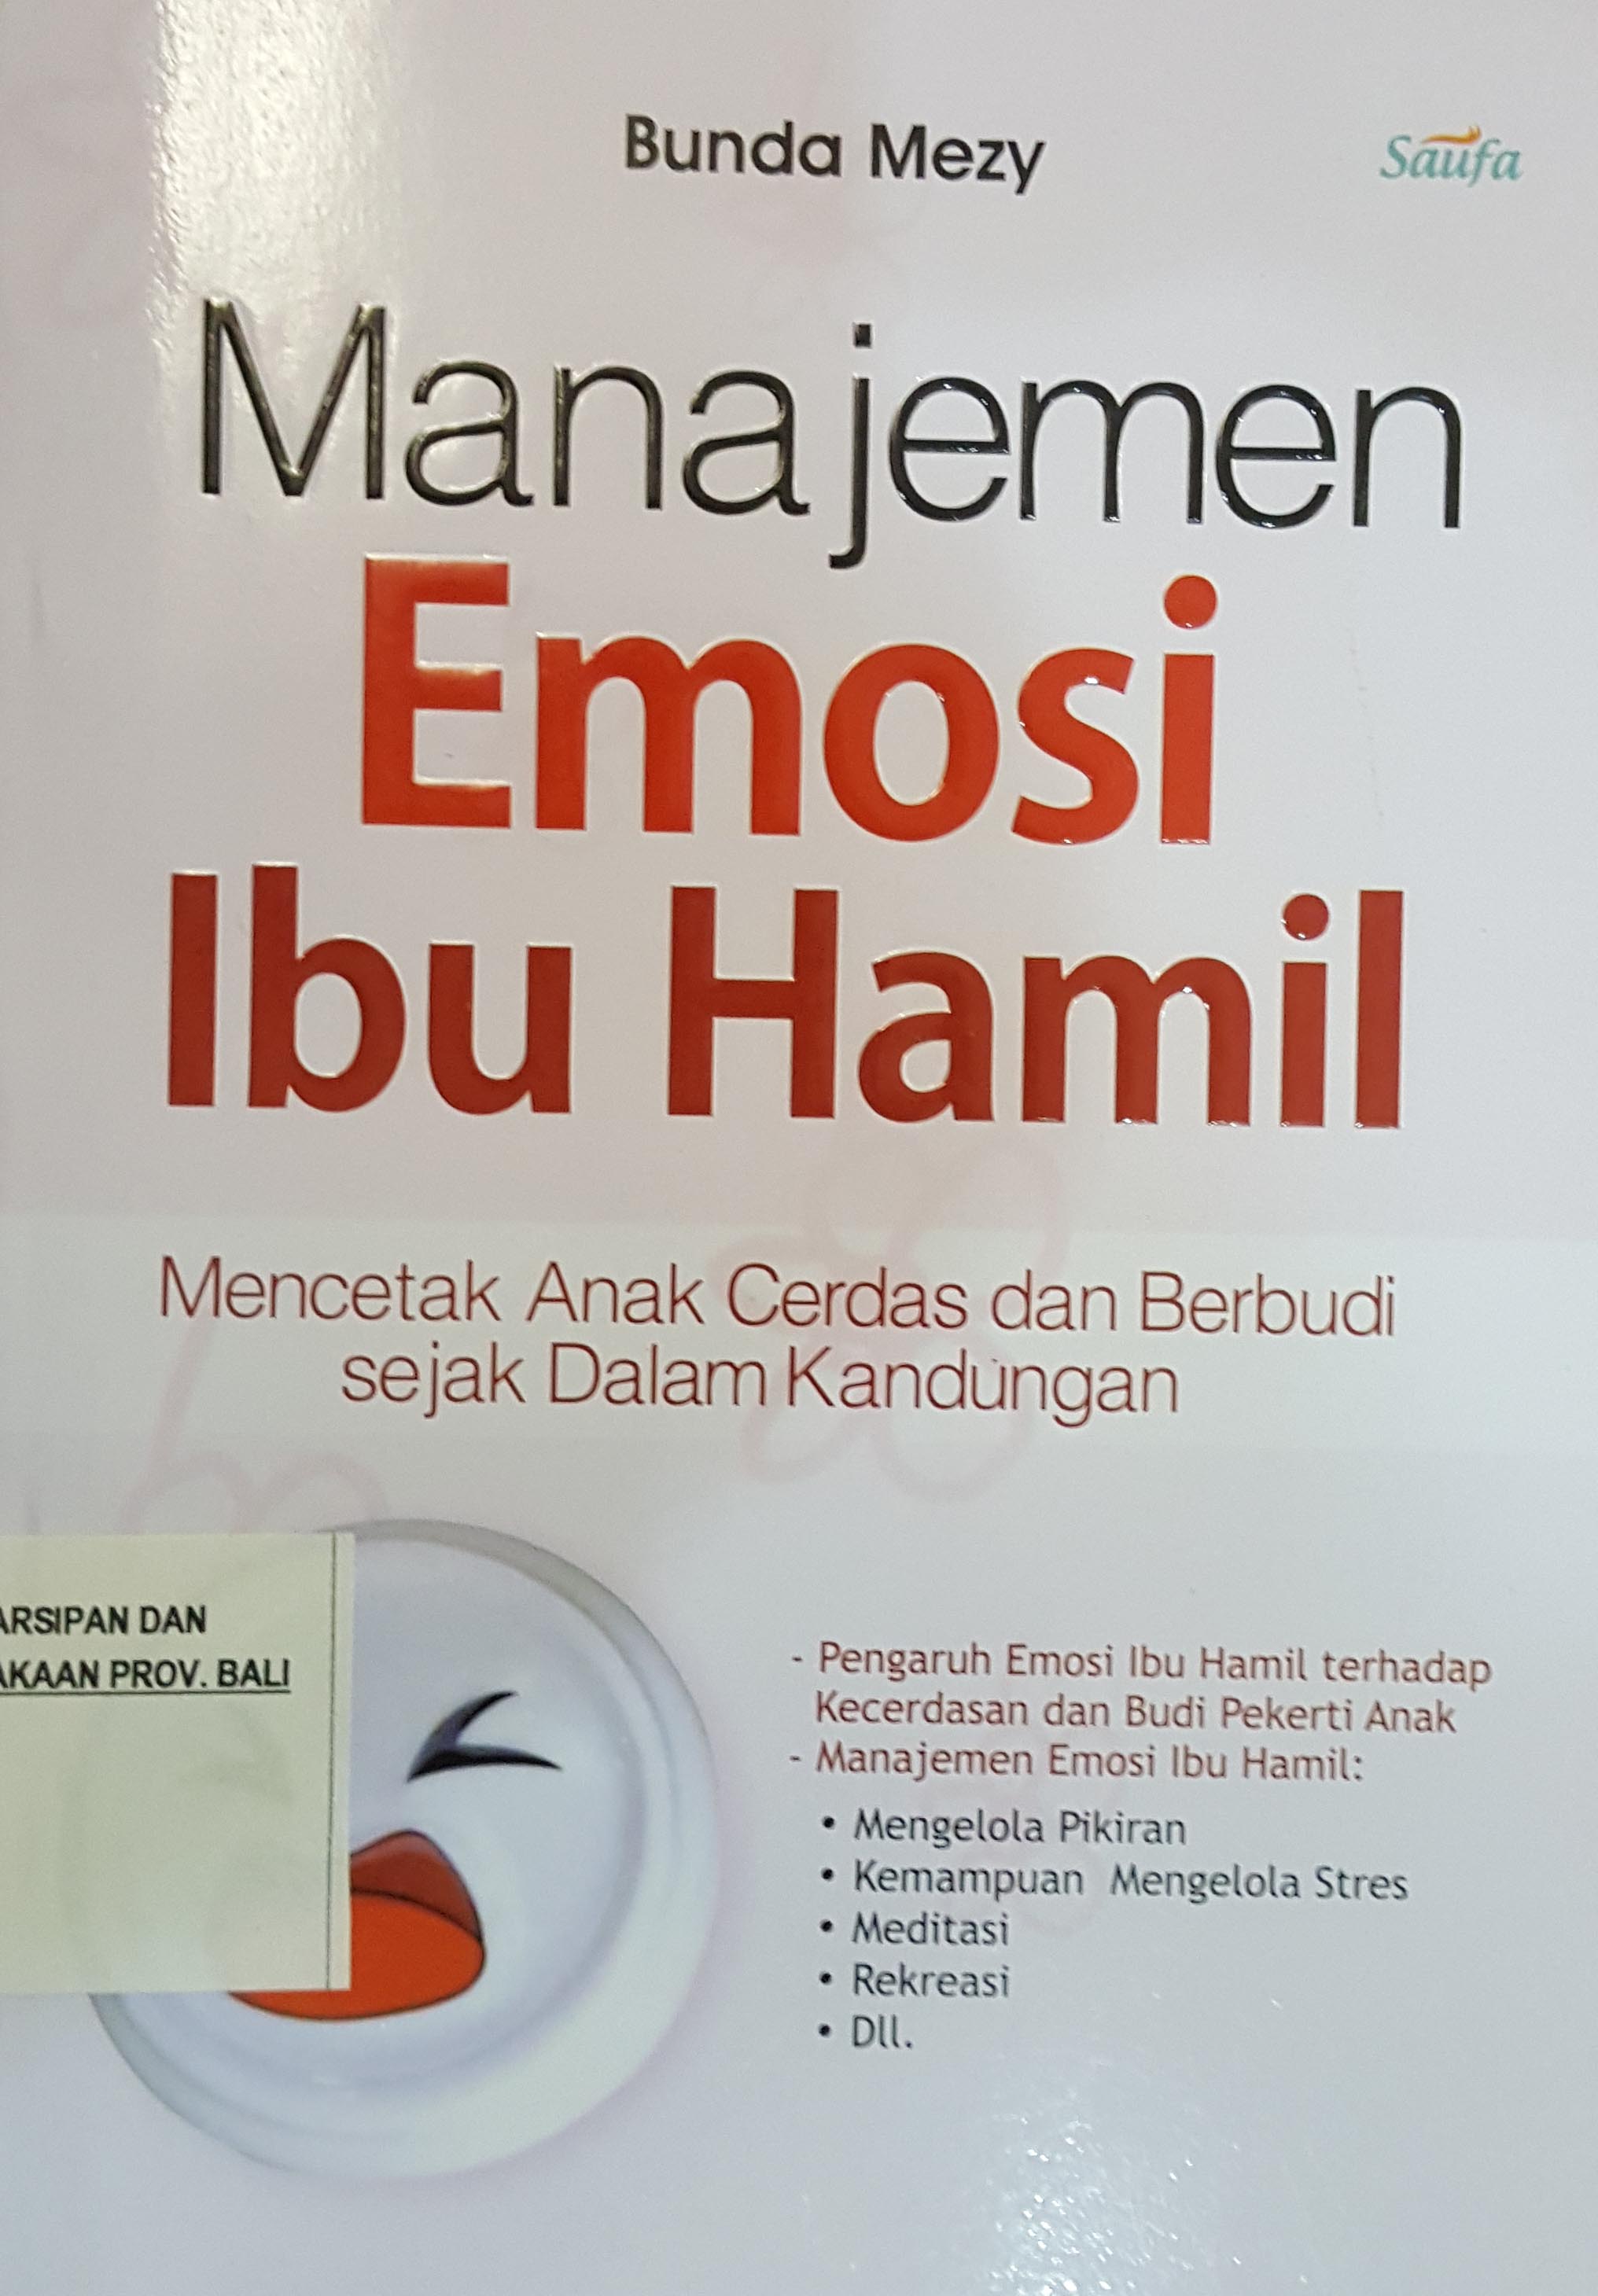 Bunda Mezy
Saufa
Manajemen
Emosi
Ibu Hamil
Mencetak Anak Cerdas dan Berbudi
sejak Dalam Kandungan
ARSIPAN DAN
AKAAN PROV. BALI
- Pengaruh Emosi Ibu Hamil terhadap
Kecerdasan dan Budi Pekerti Anak
- Manajemen Emosi Ibu Hamil:
• Mengelola Pikiran
• Kemampuan Mengelola Stres
• Meditasi
• Rekreasi
• Dll.